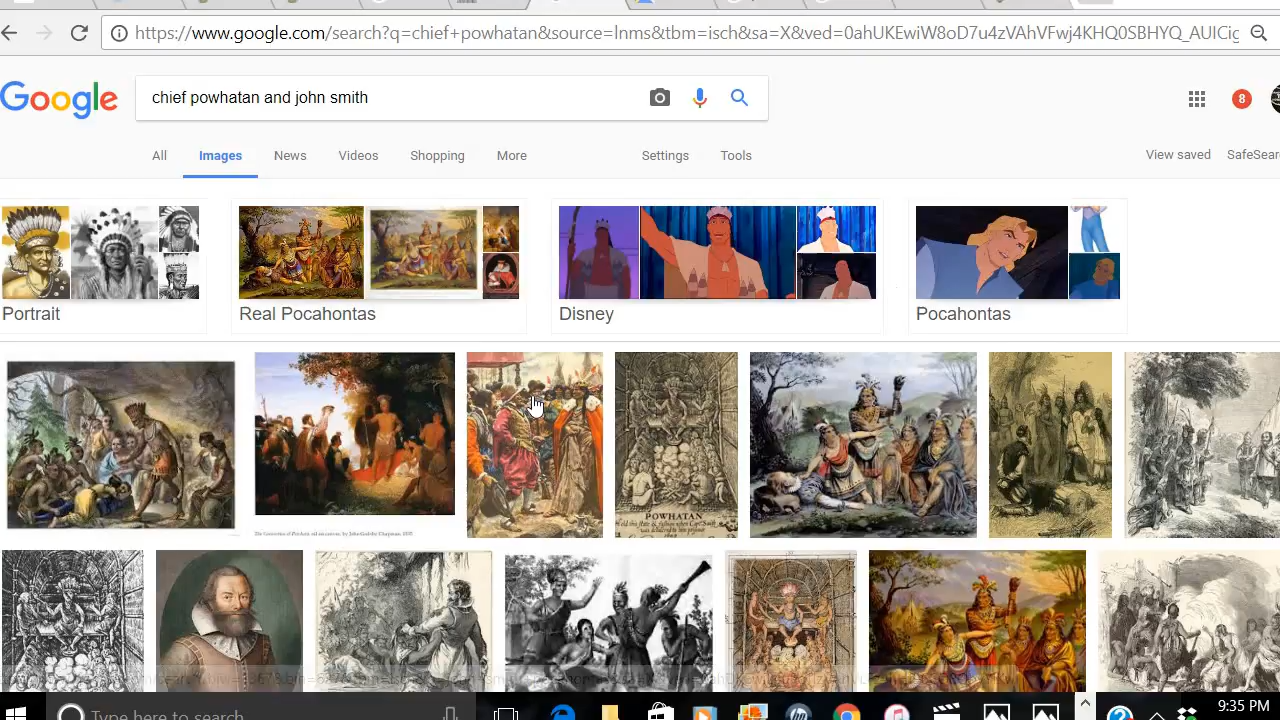 https://www.google.com/search?q=chief+powhatan&source=lnms&tbm=isch&sa=X&ved=0ahUKEwiW8oD7u4zVAhVFwj4KHQ0SBHYQ_AUICig
Google
chief powhatan and john smith
8
All Images News Videos Shopping More Settings Tools
View saved SafeSear
Portrait
Real Pocahontas
Disney
Pocahontas
POWHATAN
Type here to search
9:35 PM